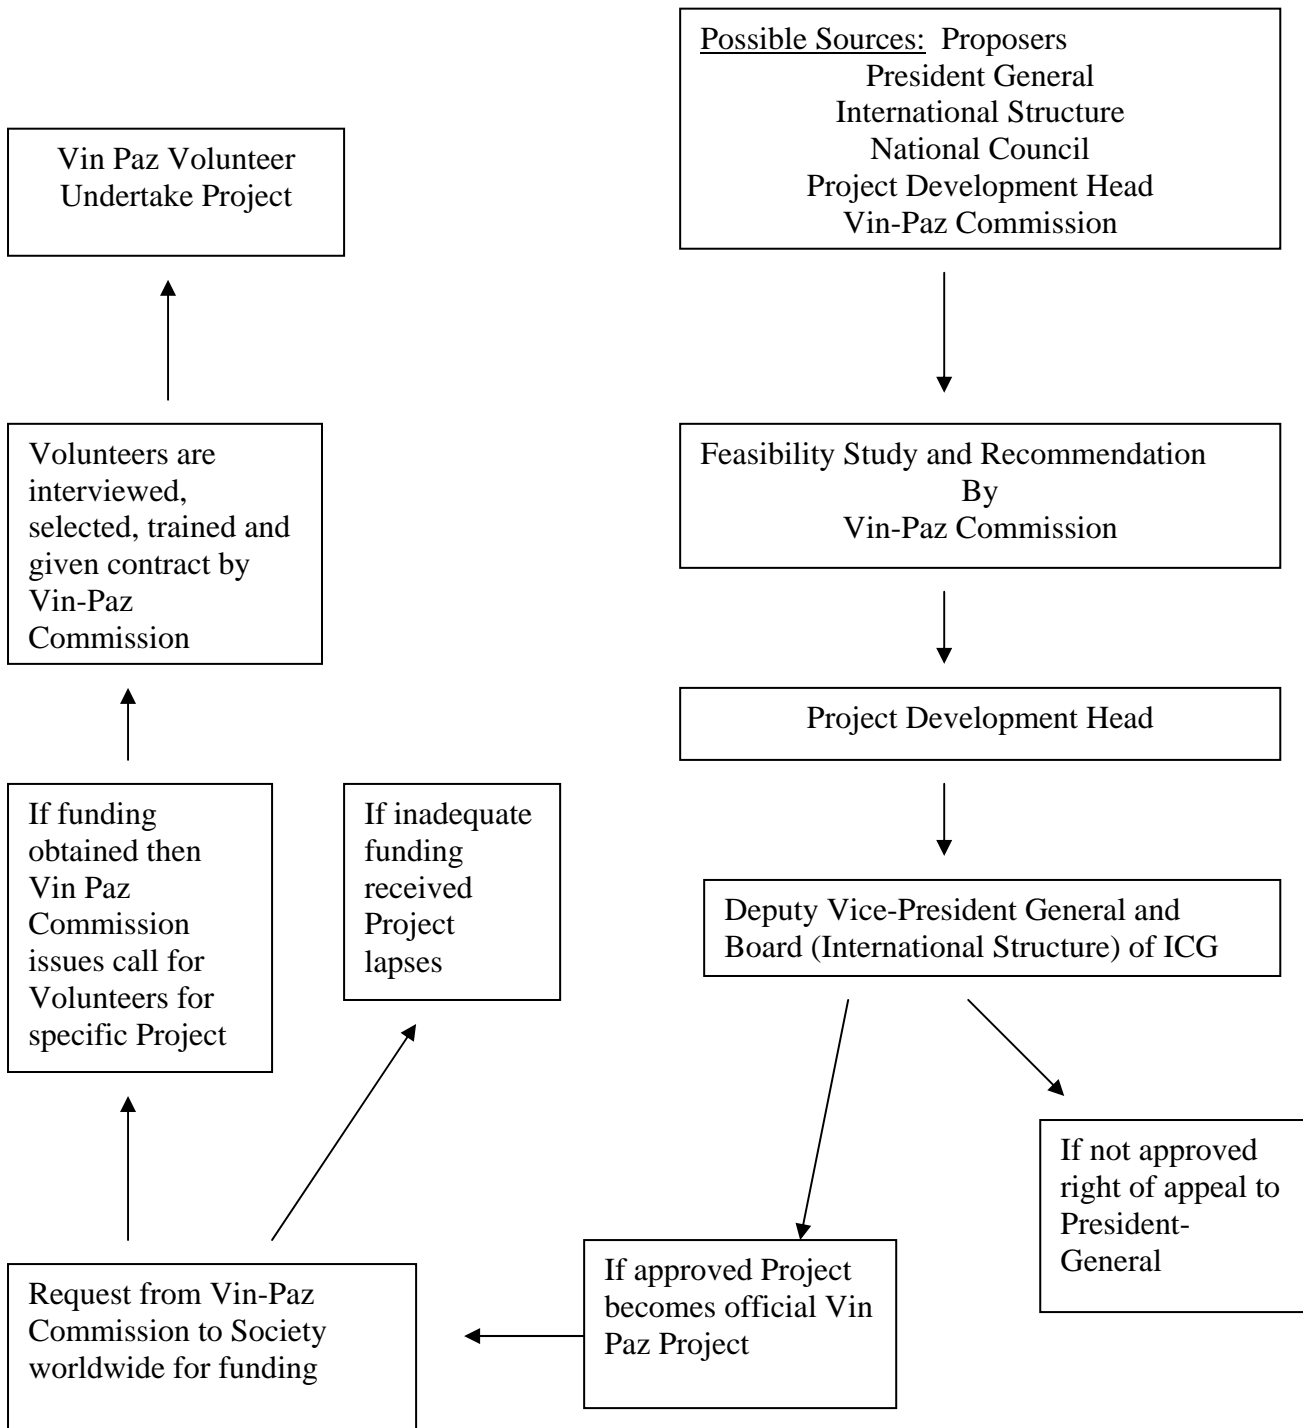 Possible Sources: Proposers
President General
International Structure
National Council
Project Development Head
Vin-Paz Commission
Feasibility Study and Recommendation
By
Vin-Paz Commission
Project Development Head
Deputy Vice-President General and
Board (International Structure) of ICG
If not approved
right of appeal to
President-
General
If approved Project
becomes official Vin
Paz Project
Request from Vin-Paz
Commission to Society
worldwide for funding
If inadequate
funding
received
Project
lapses
If funding
obtained then
Vin Paz
Commission
issues call for
Volunteers for
specific Project
Volunteers are
interviewed,
selected, trained and
given contract by
Vin-Paz
Commission
Vin Paz Volunteer
Undertake Project